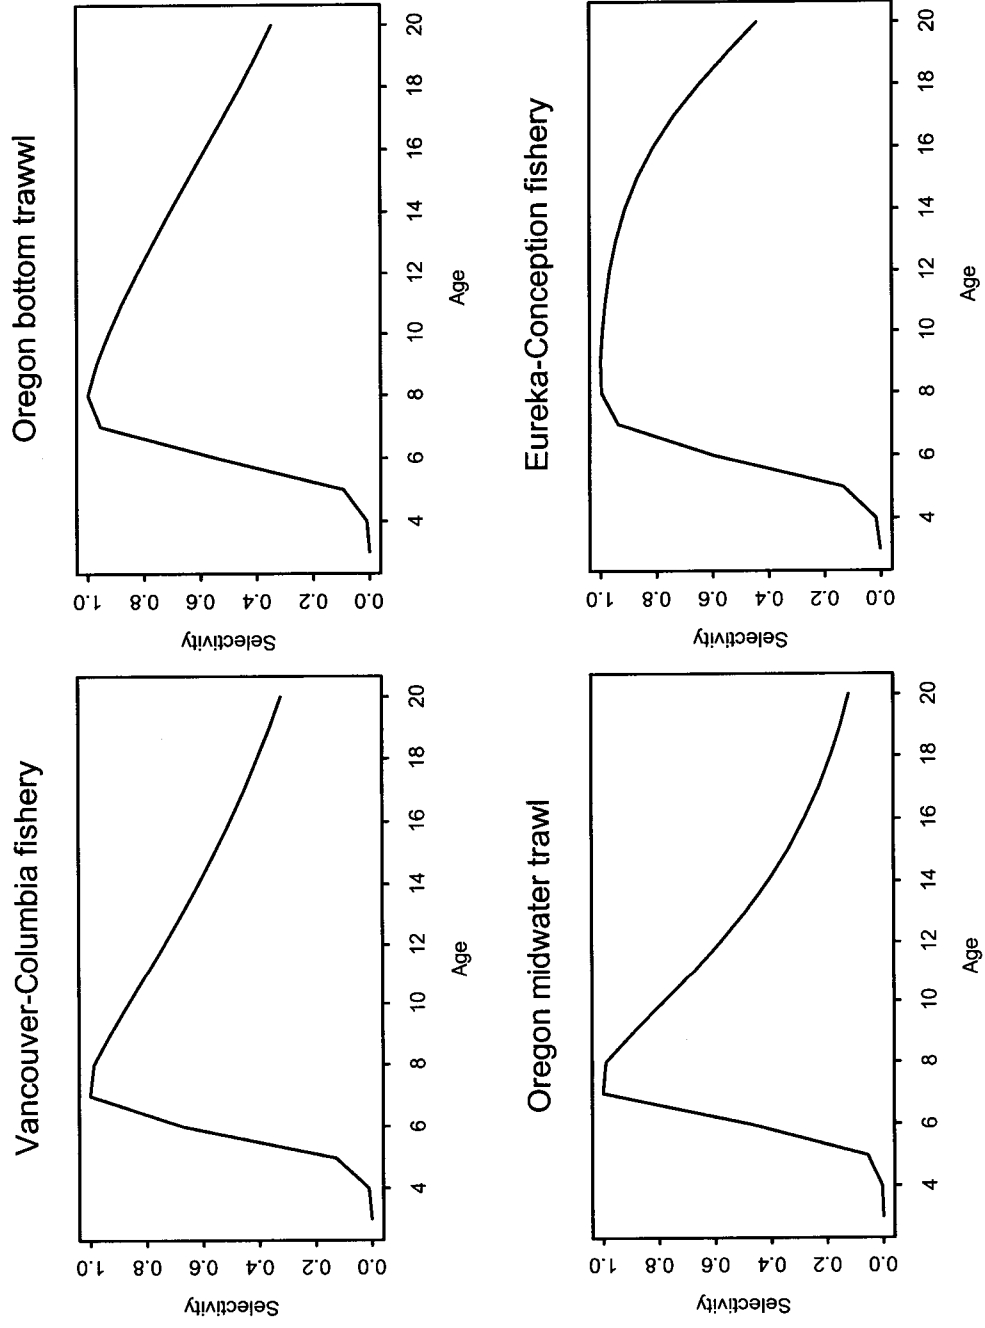 Vancouver-Columbia fishery
Selectivity
0.0 0.2 0.4 0.6 0.8 1.0
4 6 8 10 12 14 16 18 20
Age
Oregon bottom trawwl
Selectivity
0.0 0.2 0.4 0.6 0.8 1.0
4 6 8 10 12 14 16 18 20
Age
Oregon midwater trawl
Selectivity
0.0 0.2 0.4 0.6 0.8 1.0
4 6 8 10 12 14 16 18 20
Age
Eureka-Conception fishery
Selectivity
0.0 0.2 0.4 0.6 0.8 1.0
4 6 8 10 12 14 16 18 20
Age